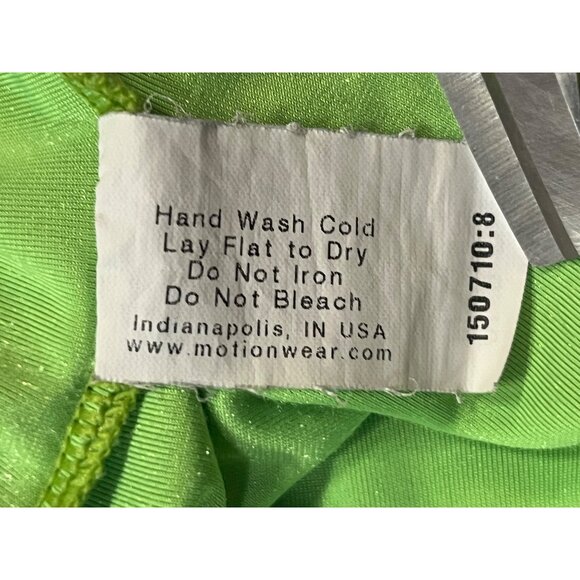 Hand Wash Cold
Lay Flat to Dry
Do Not Iron
Do Not Bleach
Indianapolis, IN USA
www.motionwear.com
150710:8